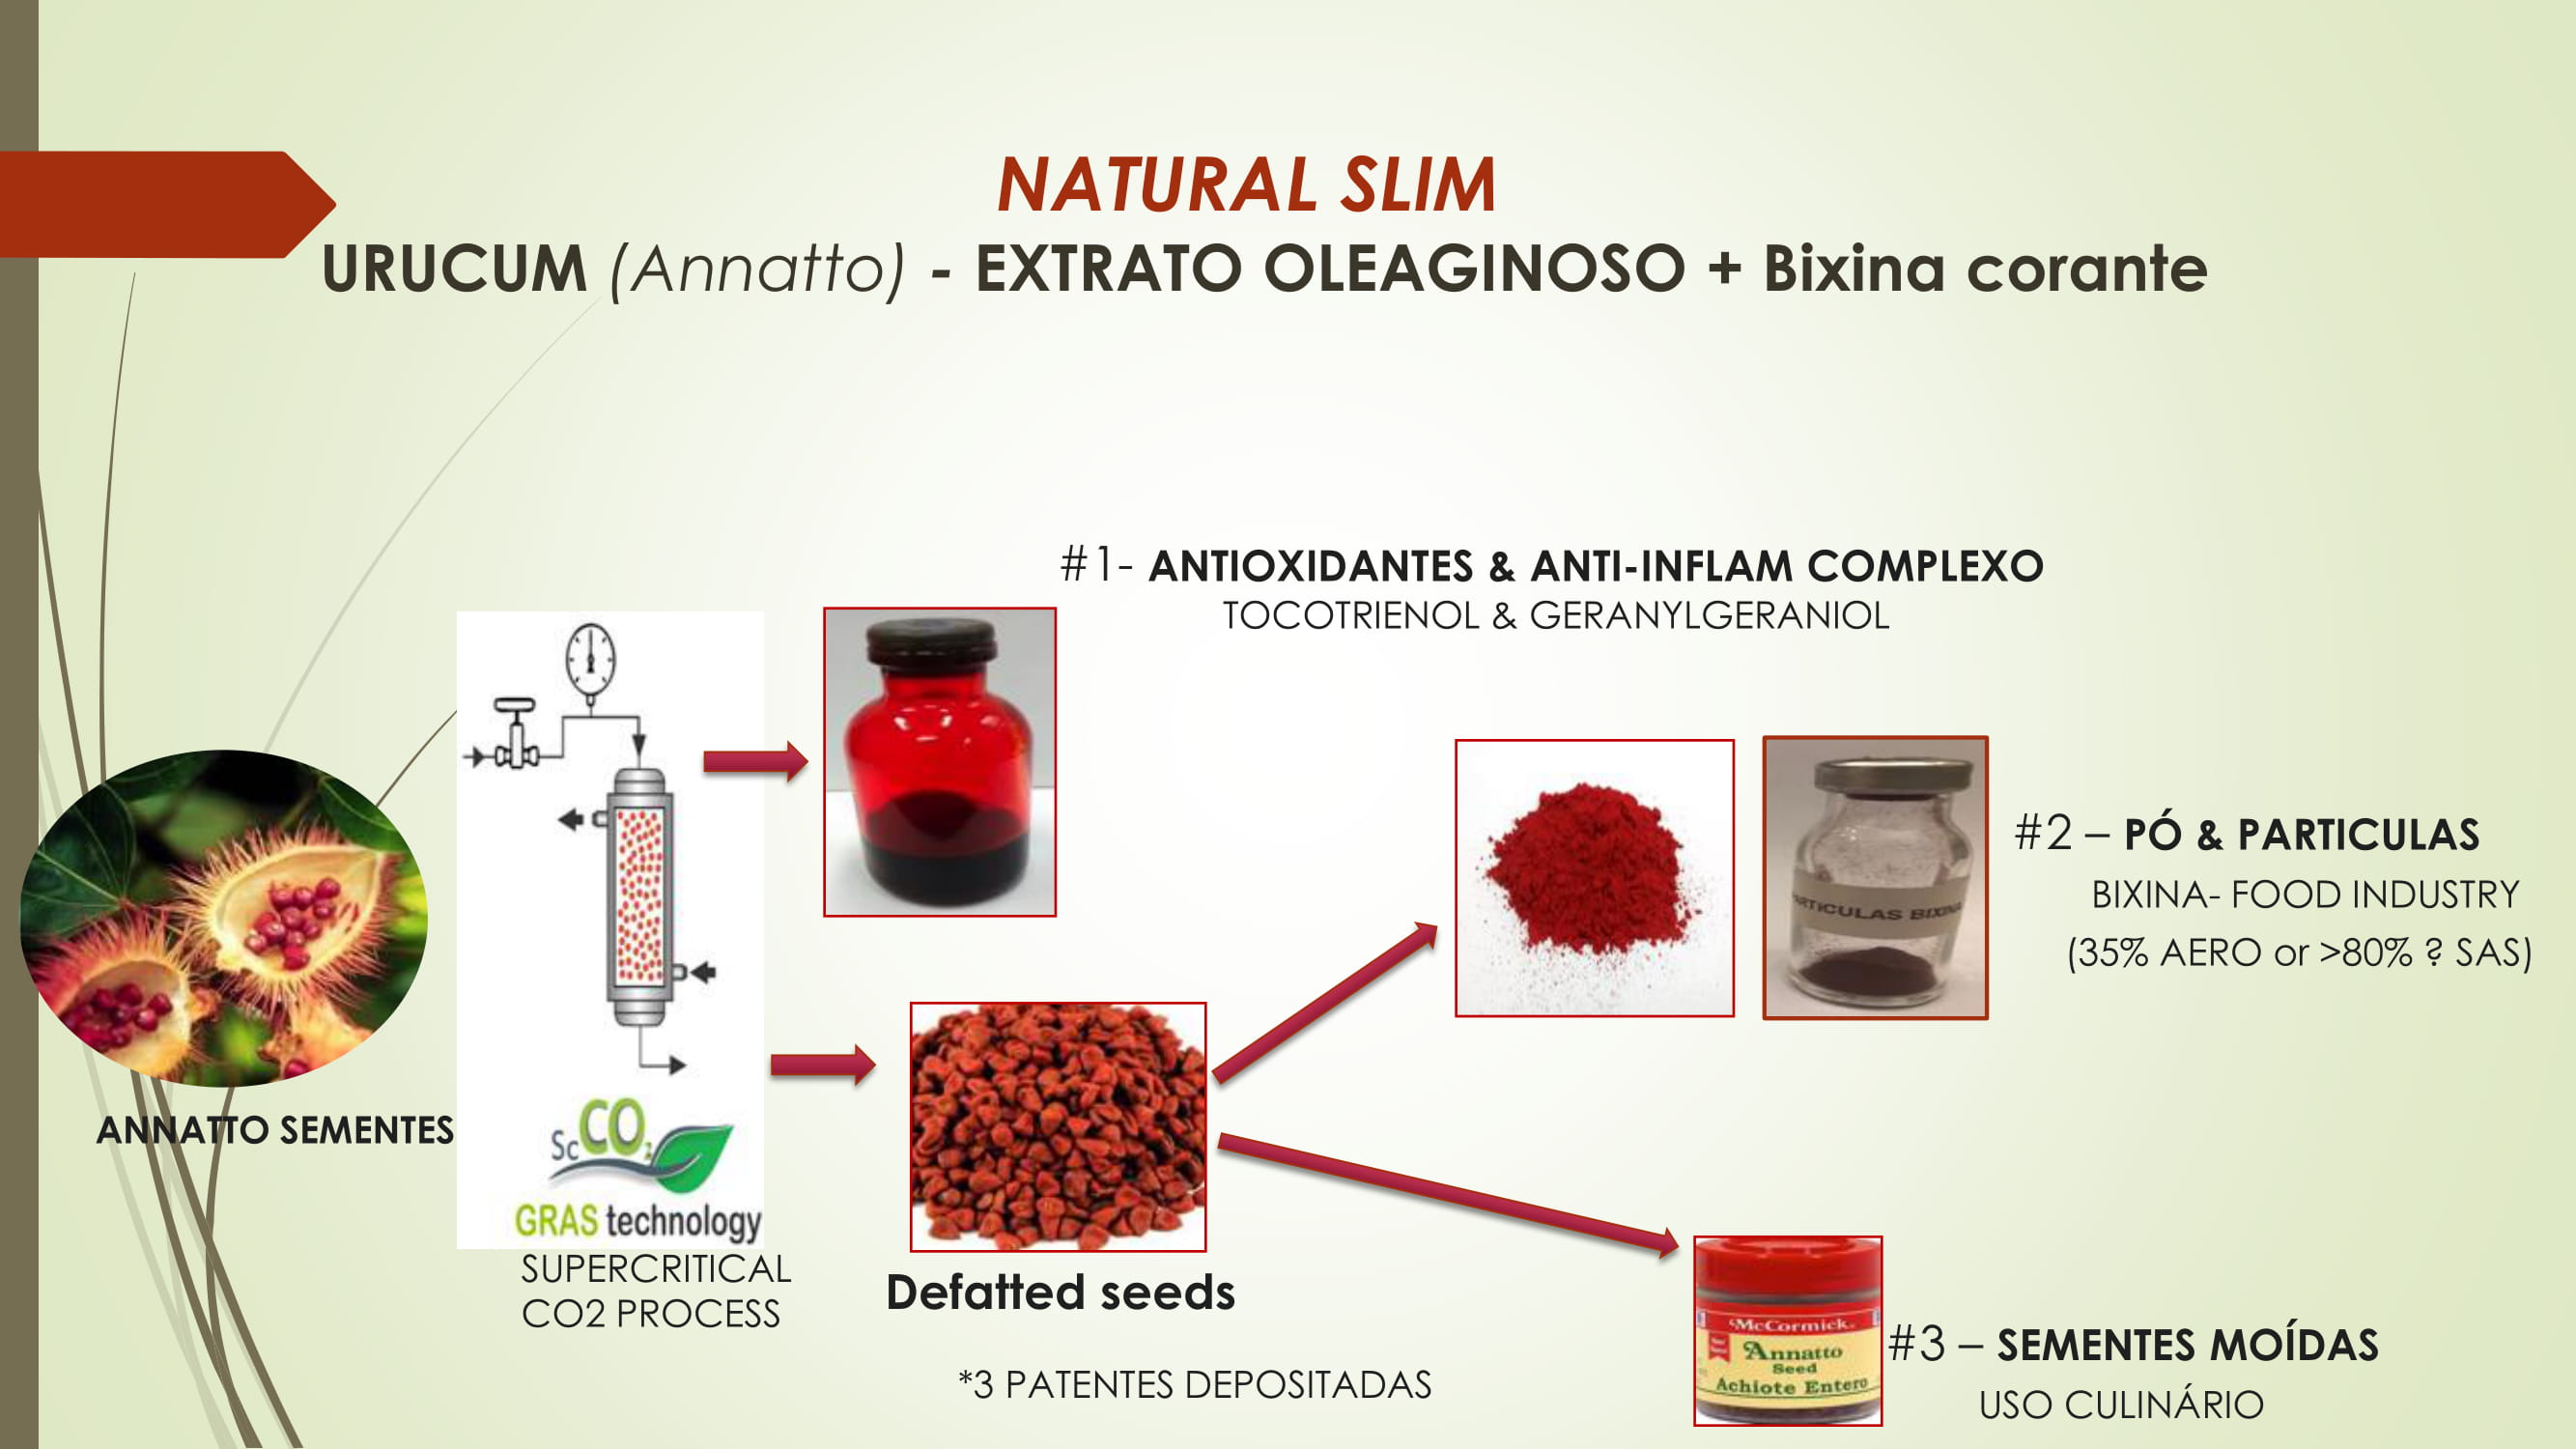 NATURAL SLIM
URUCUM (Annatto) - EXTRATO OLEAGINOSO + Bixina corante
#1- ANTIOXIDANTES & ANTI-INFLAM COMPLEXO
TOCOTRIENOL & GERANYLGERANIOL
#2 – PÓ & PARTICULAS
BIXINA- FOOD INDUSTRY
(35% AERO or >80% ? SAS)
PARTICULAS BIXINA
ANNATTO SEMENTES
ScCO2
GRAS technology
SUPERCRITICAL
CO2 PROCESS
Defatted seeds
*3 PATENTES DEPOSITADAS
McCormick
Annatto
Seed
Achiote Entero
#3 – SEMENTES MOÍDAS
USO CULINÁRIO